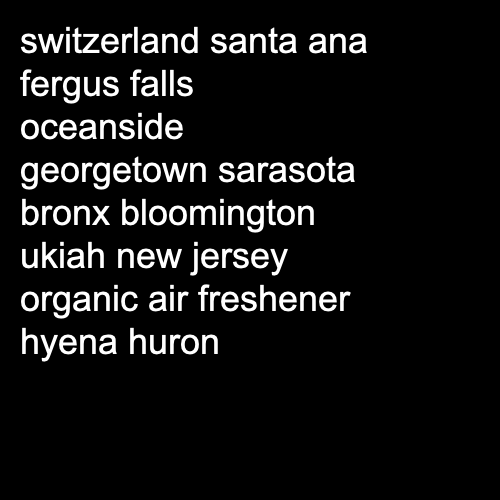 switzerland santa ana
fergus falls
oceanside
georgetown sarasota
bronx bloomington
ukiah new jersey
organic air freshener
hyena huron